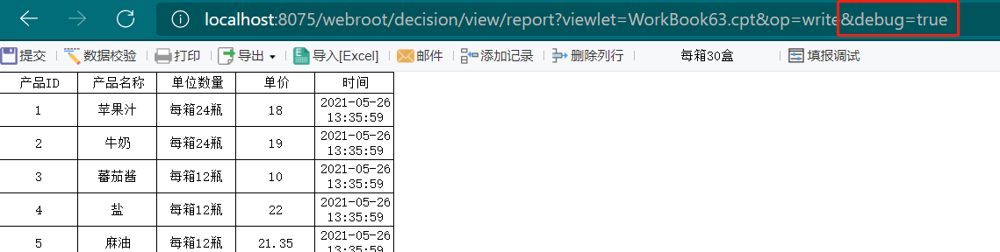 localhost:8075/webroot/decision/view/report?viewlet=WorkBook63.cpt&op=write&debug=true
提交 数据校验 打印 导出 导入[Excel] 邮件 添加记录 删除列行 每箱30盒 填报调试
产品ID 产品名称 单位数量 单价 时间
1 苹果汁 每箱24瓶 18 2021-05-26
13:35:59
2 牛奶 每箱24瓶 19 2021-05-26
13:35:59
3 蕃茄酱 每箱12瓶 10 2021-05-26
13:35:59
4 盐 每箱12瓶 22 2021-05-26
13:35:59
5 麻油 每箱12瓶 21.35 2021-05-26
13:35:59